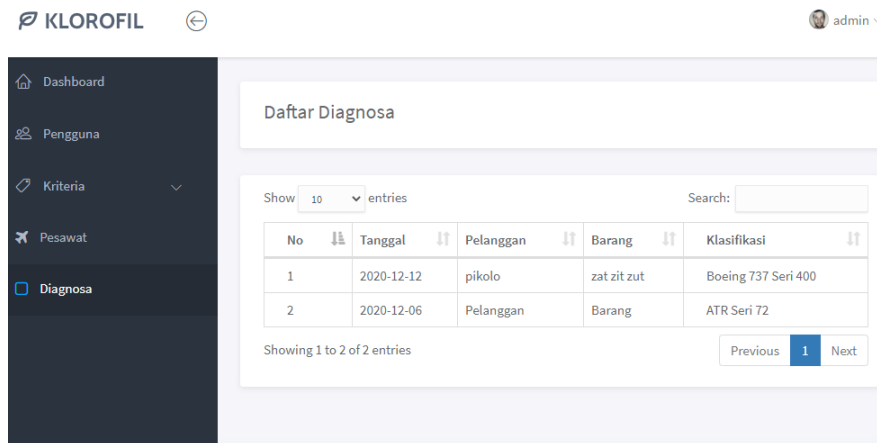 KLOROFIL
admin
Dashboard
Pengguna
Kriteria
Pesawat
Diagnosa
Daftar Diagnosa
Show 10 entries Search:
No Tanggal Pelanggan Barang Klasifikasi
1 2020-12-12 pikolo zat zit zut Boeing 737 Seri 400
2 2020-12-06 Pelanggan Barang ATR Seri 72
Showing 1 to 2 of 2 entries Previous 1 Next